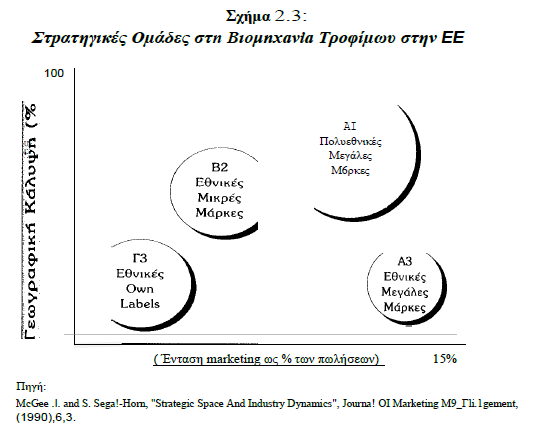 Σχήμα 2.3:
Στρατηγικές Ομάδες στη Βιομηχανία Τροφίμων στην ΕΕ
100
Γεωγραφική Κάλυψη (%
ΑΙ
Πολυεθνικές
Μεγάλες
Μ6ρκες
Β2
Εθνικές
Μικρές
Μάρκες
Γ3
Εθνικές
Own
Labels
Α3
Εθνικές
Μεγάλες
Μάρκες
( Ένταση marketing ως % των πωλήσεων) 15%
Πηγή:
McGee .I. and S. Sega!-Horn, "Strategic Space And Industry Dynamics", Journa! OI Marketing M9_Γli.1gement,
(1990),6,3.